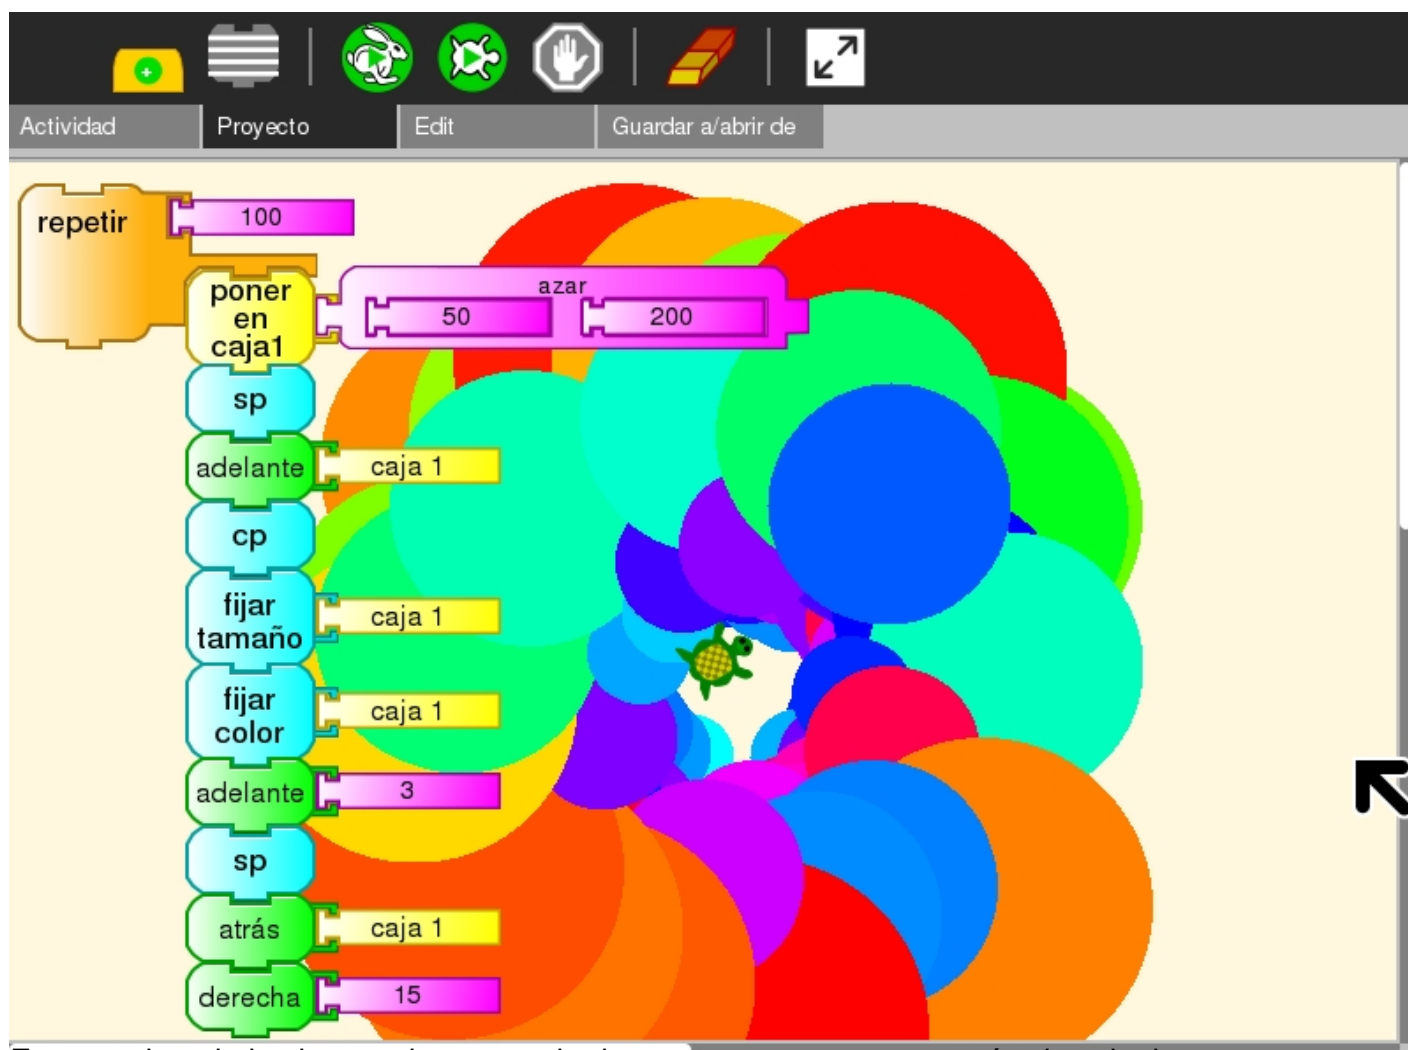 Actividad
Proyecto
Edit
Guardar a/abrir de
repetir
100
poner
en
caja1
azar
50
200
sp
adelante
caja 1
cp
fijar
tamaño
caja 1
fijar
color
caja 1
adelante
3
sp
atrás
caja 1
derecha
15